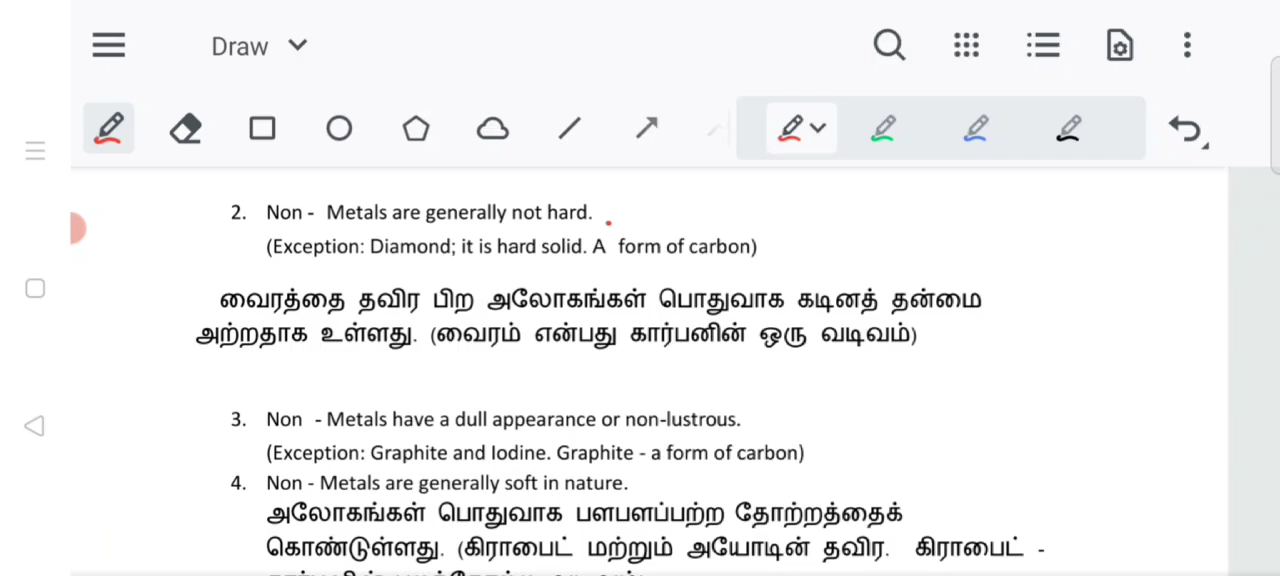 Draw
2. Non - Metals are generally not hard.
(Exception: Diamond; it is hard solid. A form of carbon)
வைரத்தை தவிர பிற அலோகங்கள் பொதுவாக கடினத் தன்மை
அற்றதாக உள்ளது. (வைரம் என்பது கார்பனின் ஒரு வடிவம்)
3. Non - Metals have a dull appearance or non-lustrous.
(Exception: Graphite and Iodine. Graphite - a form of carbon)
4. Non - Metals are generally soft in nature.
அலோகங்கள் பொதுவாக பளபளப்பற்ற தோற்றத்தைக்
கொண்டுள்ளது. (கிராபைட் மற்றும் அயோடின் தவிர. கிராபைட் -